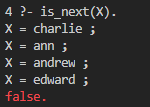 4 ?- is_next(X).
X = charlie ;
X = ann ;
X = andrew ;
X = edward ;
false.